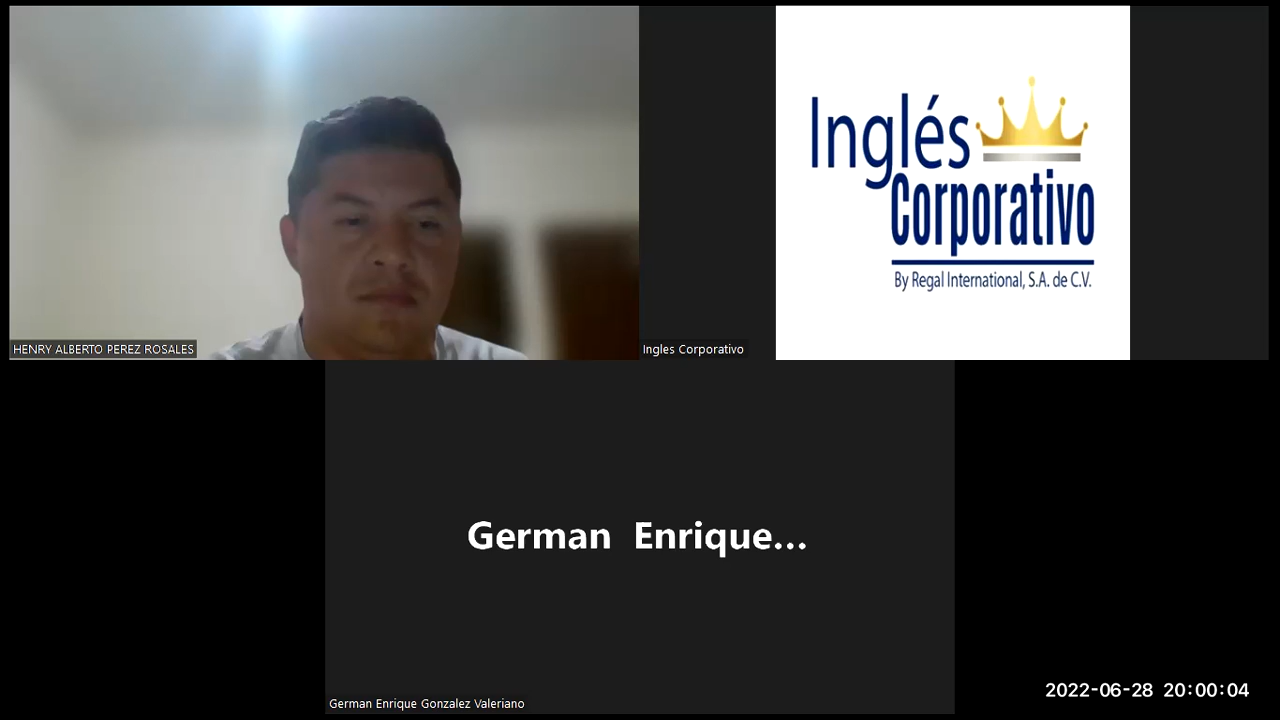 Inglés
Corporativo
By Regal International, S.A. de C.V.
HENRY ALBERTO PEREZ ROSALES
Ingles Corporativo
German Enrique...
German Enrique Gonzalez Valeriano
2022-06-28 20:00:04